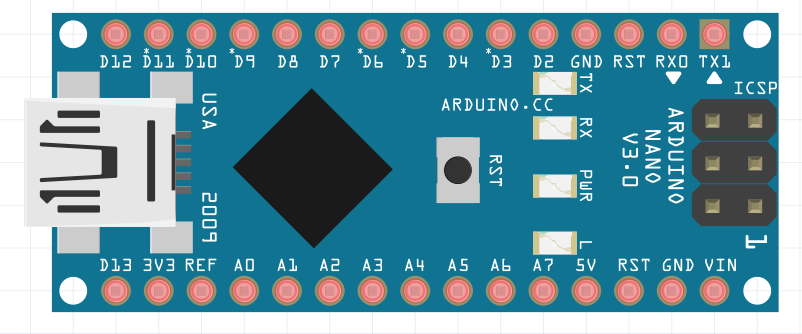 D12 *D11 *D10 *D9 D8 D7 *D6 *D5 D4 *D3 D2 GND RST RX0 TX1
ICSP
TX
ARDUINO.CC
RX
USA
RST
PWR
ARDUINO
NANO
V3.0
2009
L
1
D13 3V3 REF A0 A1 A2 A3 A4 A5 A6 A7 5V RST GND VIN